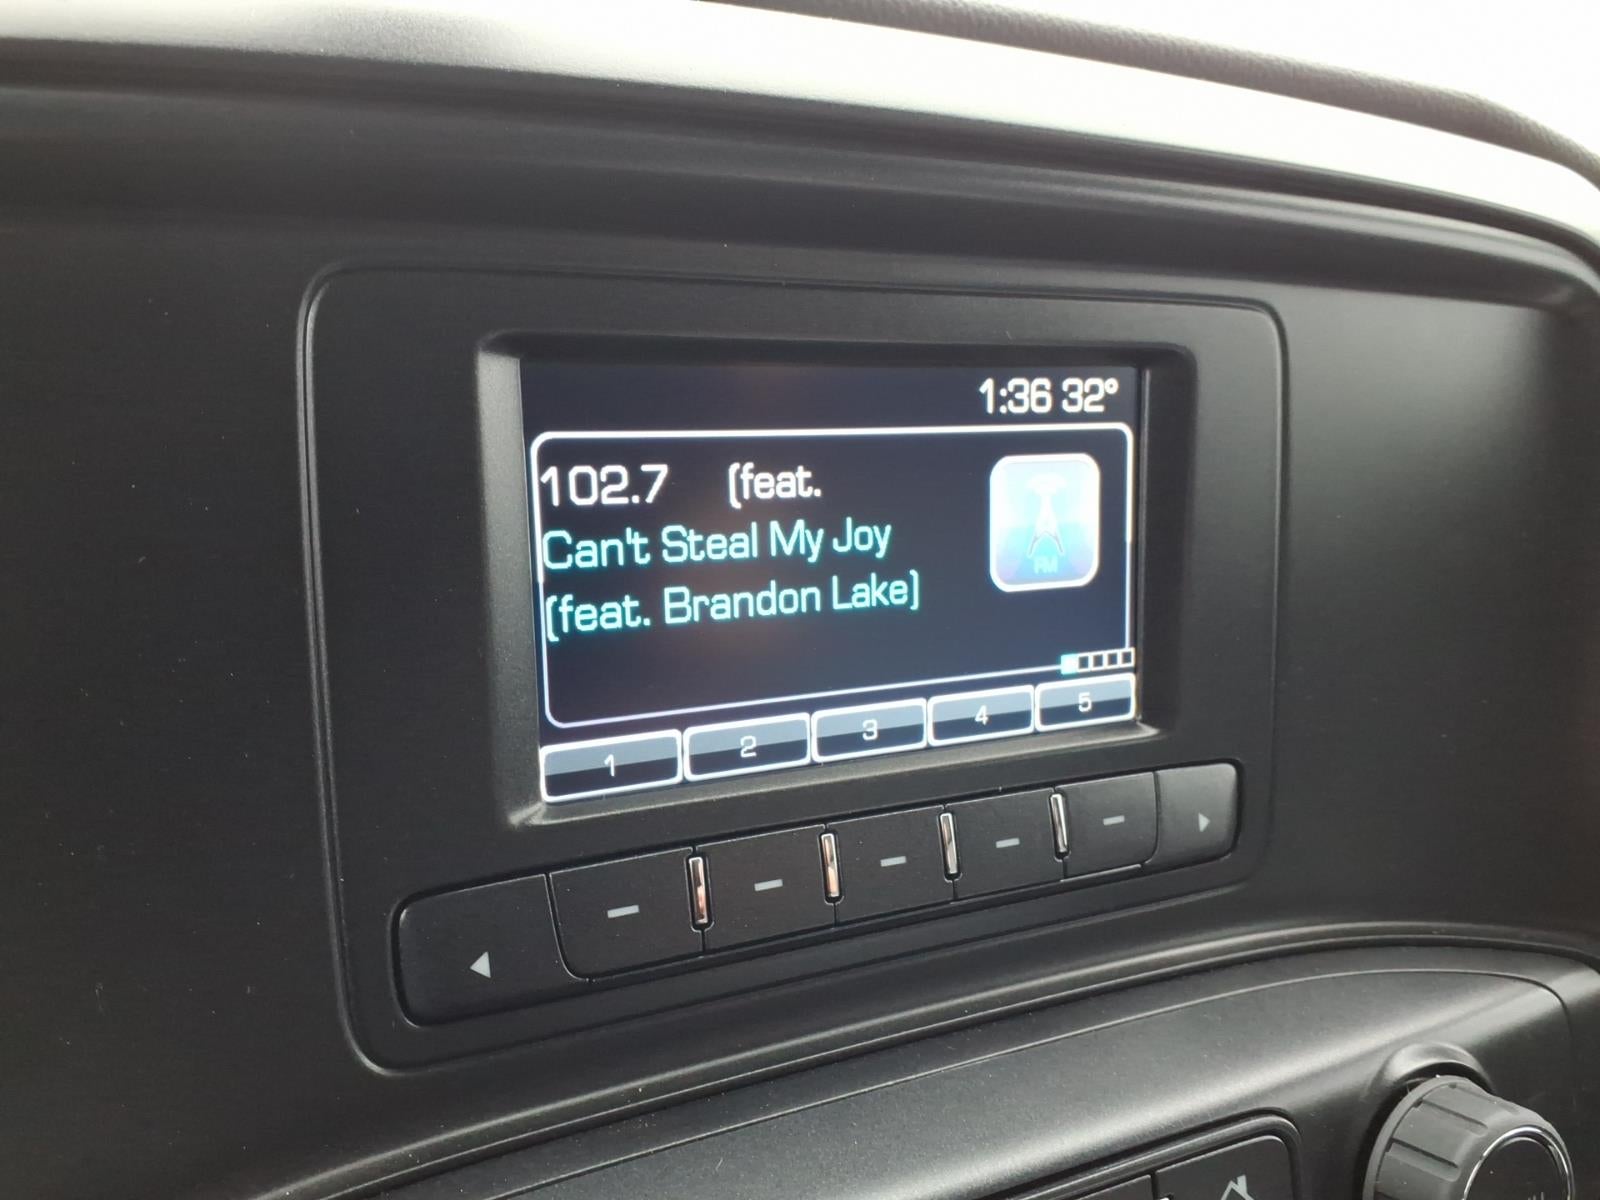 1:36 32°
102.7 (feat.
Can't Steal My Joy
(feat. Brandon Lake)
FM
1 2 3 4 5